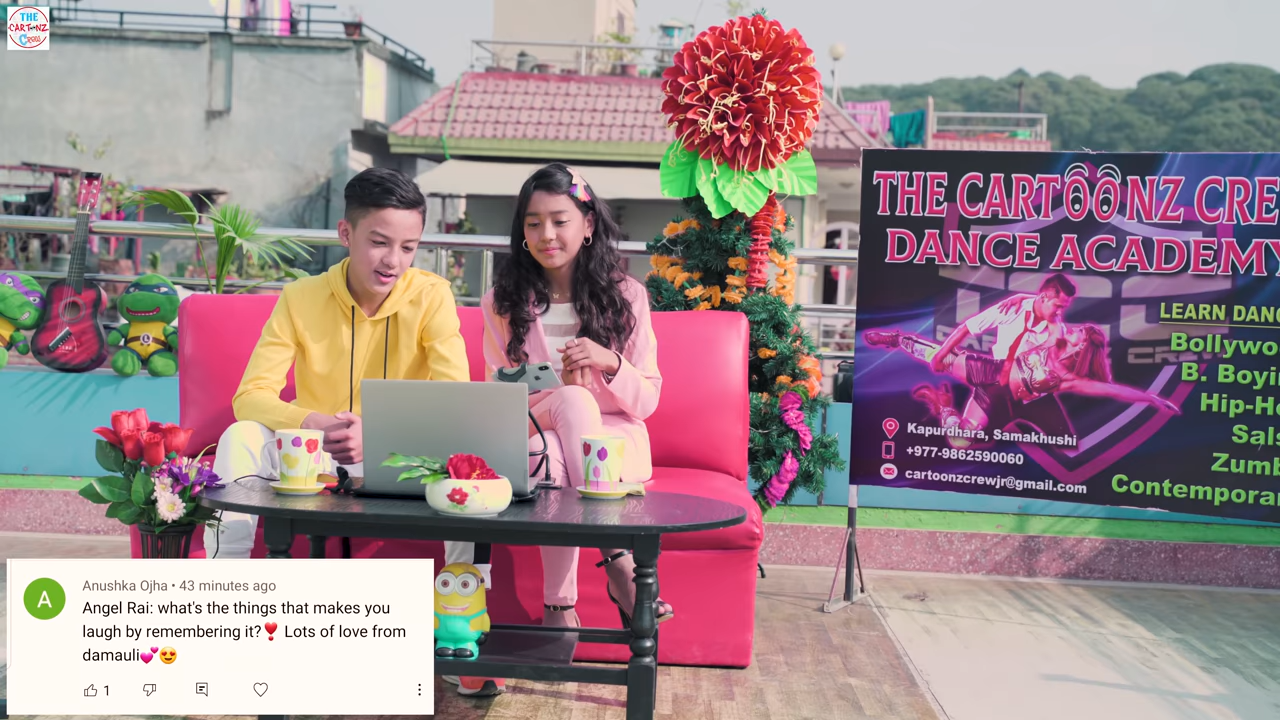 THE
CARTOONZ
Crew
THE CARTOONZ CRE
DANCE ACADEMY
LEARN DANC
Bollywo
B. Boyin
Hip-Ho
Sals
Zumb
Contempora
Kapurdhara, Samakhushi
+977-9862590060
cartoonzcrewjr@gmail.com
L
A
Anushka Ojha • 43 minutes ago
Angel Rai: what's the things that makes you
laugh by remembering it?❣️ Lots of love from
damauli💕😍
1